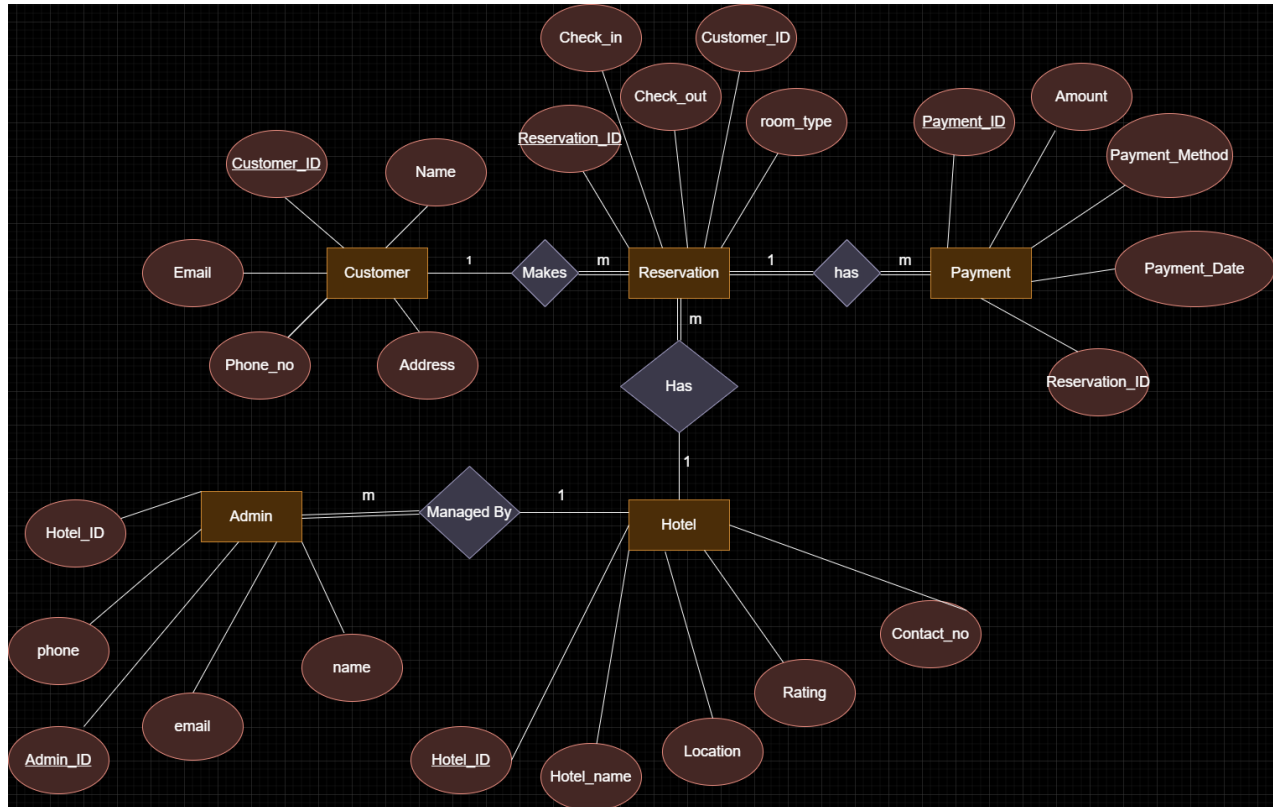 Check_in
Customer_ID
Check_out
Amount
Payment_ID
room_type
Reservation_ID
Payment_Method
Customer_ID
Name
Email
Customer
1
Makes
m
Reservation
1
has
m
Payment
Payment_Date
m
Phone_no
Address
Has
Reservation_ID
1
m
Managed By
1
Hotel_ID
Admin
Hotel
phone
name
Contact_no
email
Rating
Admin_ID
Hotel_ID
Hotel_name
Location